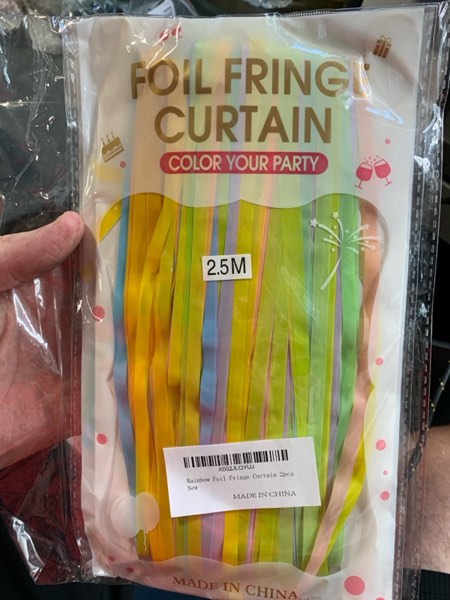 FOIL FRINGE
CURTAIN
COLOR YOUR PARTY
2.5M
X002JLQYUJ
Rainbow Foil Fringe Curtain 2pcs
New
MADE IN CHINA
MADE IN CHINA